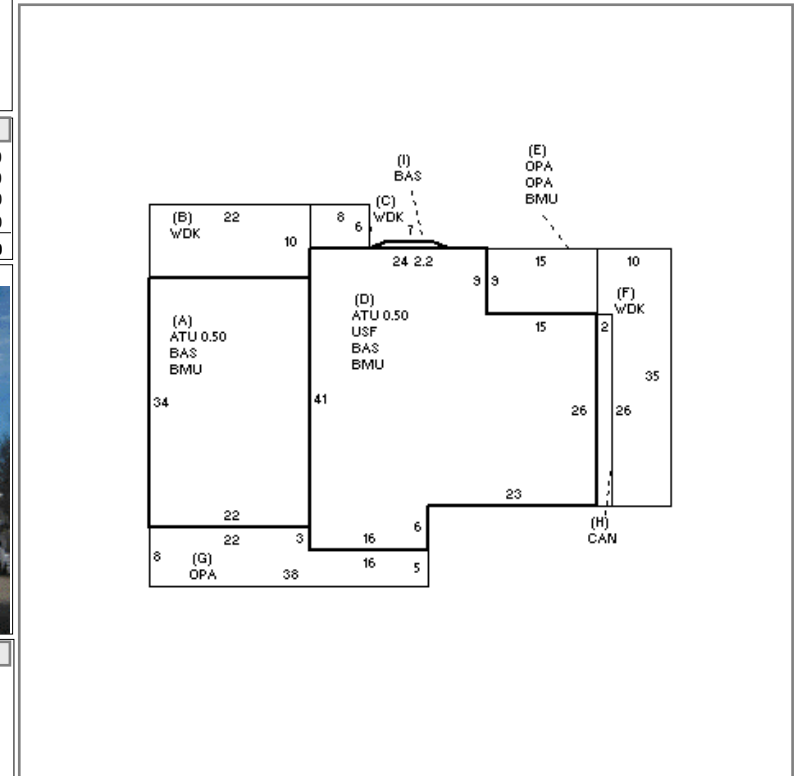 (I)
BAS
(E)
OPA
OPA
BMU
(C)
WDK
7
(B)
WDK
22
10
8
6
24 2.2
9 9
15
10
(D)
ATU 0.50
USF
BAS
BMU
(F)
WDK
(A)
ATU 0.50
BAS
BMU
15
2
35
34
41
26
26
23
22
22
3
16
6
16
5
8
(G)
OPA
38
(H)
CAN